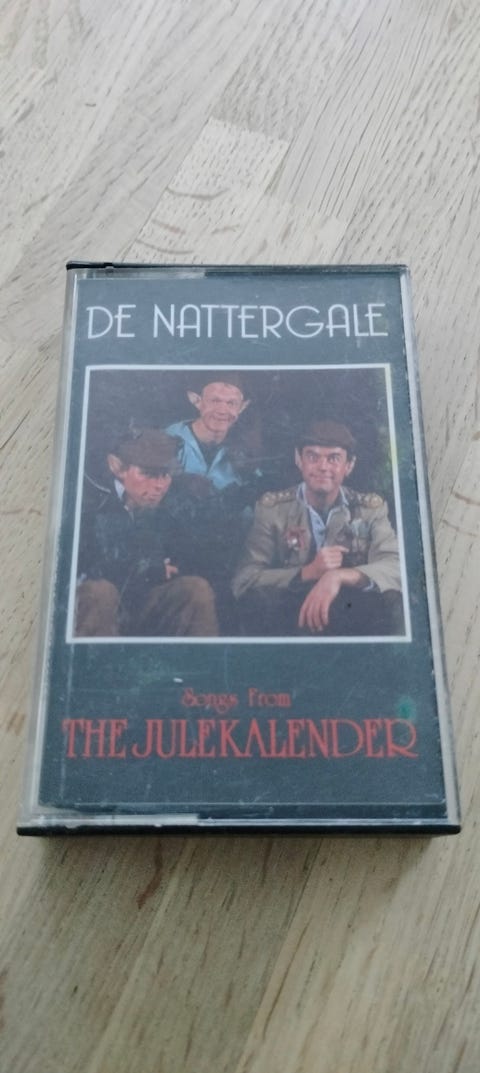 DE NATTERGALE
Songs From
THE JULEKALENDER